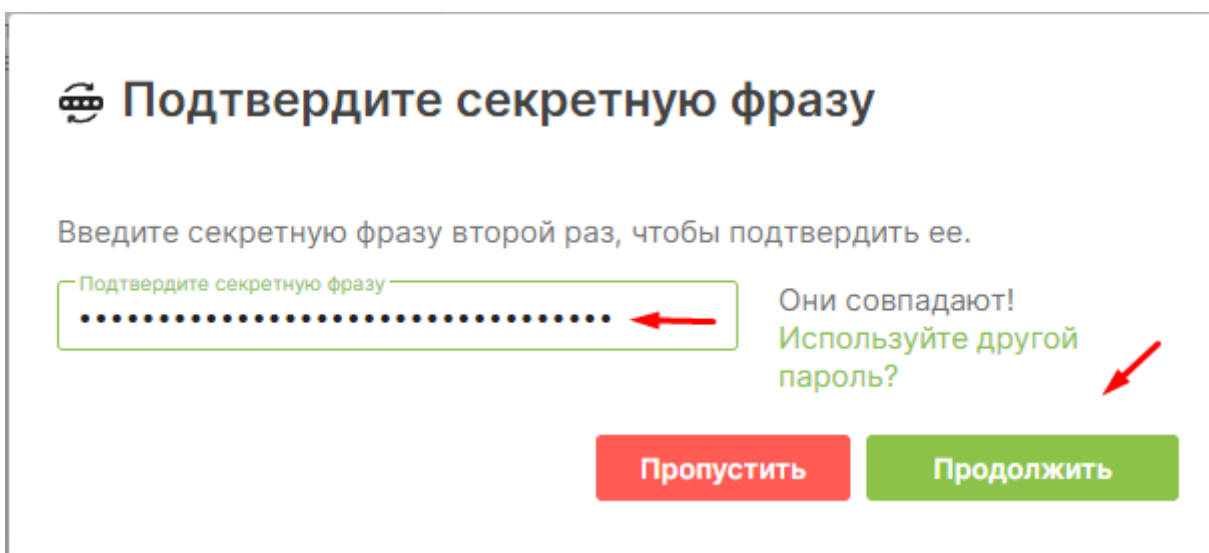 Подтвердите секретную фразу
Введите секретную фразу второй раз, чтобы подтвердить ее.
Подтвердите секретную фразу
••••••••••••••••••••••••••••••••••
Они совпадают!
Используйте другой
пароль?
Пропустить
Продолжить